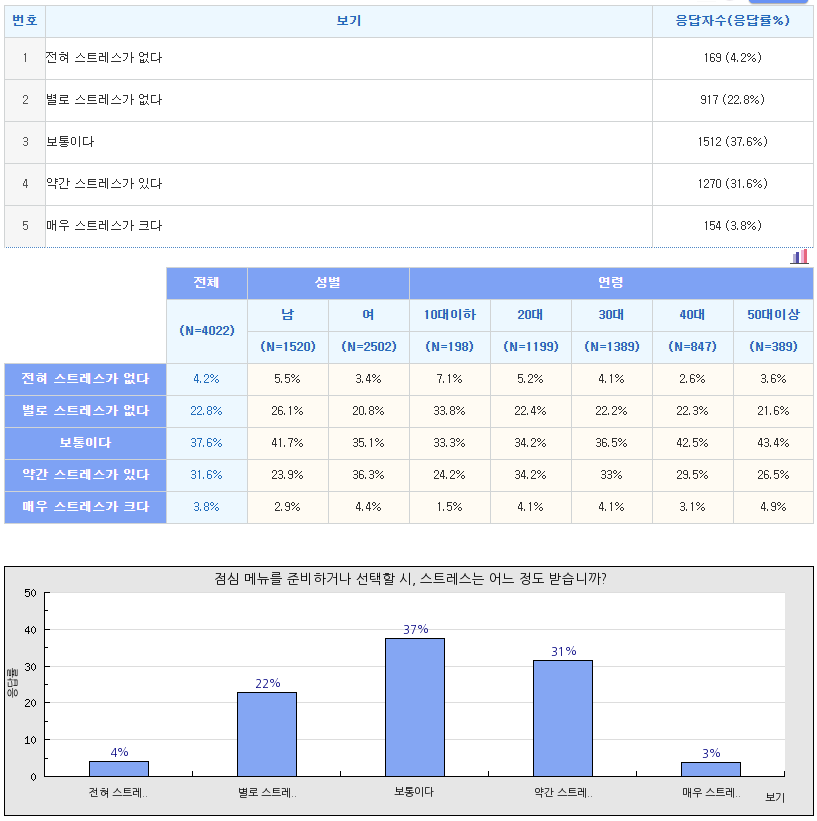 번호 보기 응답자수(응답률%)
1 전혀 스트레스가 없다 169 (4.2%)
2 별로 스트레스가 없다 917 (22.8%)
3 보통이다 1512 (37.6%)
4 약간 스트레스가 있다 1270 (31.6%)
5 매우 스트레스가 크다 154 (3.8%)
전체 성별 연령
(N=4022) 남 여 10대이하 20대 30대 40대 50대이상
(N=1520) (N=2502) (N=198) (N=1199) (N=1389) (N=847) (N=389)
전혀 스트레스가 없다 4.2% 5.5% 3.4% 7.1% 5.2% 4.1% 2.6% 3.6%
별로 스트레스가 없다 22.8% 26.1% 20.8% 33.8% 22.4% 22.2% 22.3% 21.6%
보통이다 37.6% 41.7% 35.1% 33.3% 34.2% 36.5% 42.5% 43.4%
약간 스트레스가 있다 31.6% 23.9% 36.3% 24.2% 34.2% 33% 29.5% 26.5%
매우 스트레스가 크다 3.8% 2.9% 4.4% 1.5% 4.1% 4.1% 3.1% 4.9%
점심 메뉴를 준비하거나 선택할 시, 스트레스는 어느 정도 받습니까?
50
40
30
20
10
0
응답률
4% 22% 37% 31% 3%
전혀 스트레.. 별로 스트레.. 보통이다 약간 스트레.. 매우 스트레.. 보기